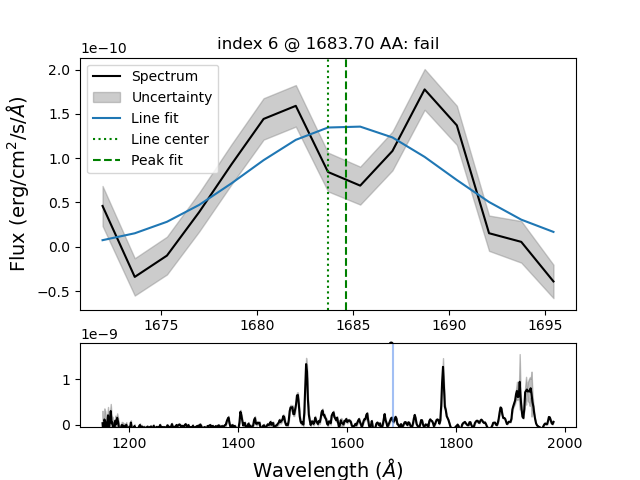 index 6 @ 1683.70 AA: fail
1e−10
Spectrum
Uncertainty
Line fit
Line center
Peak fit
2.0
1.5
1.0
0.5
0.0
−0.5
Flux (erg/cm²/s/Å)
1675 1680 1685 1690 1695
1e−9
1
0
1200 1400 1600 1800 2000
Wavelength (Å)